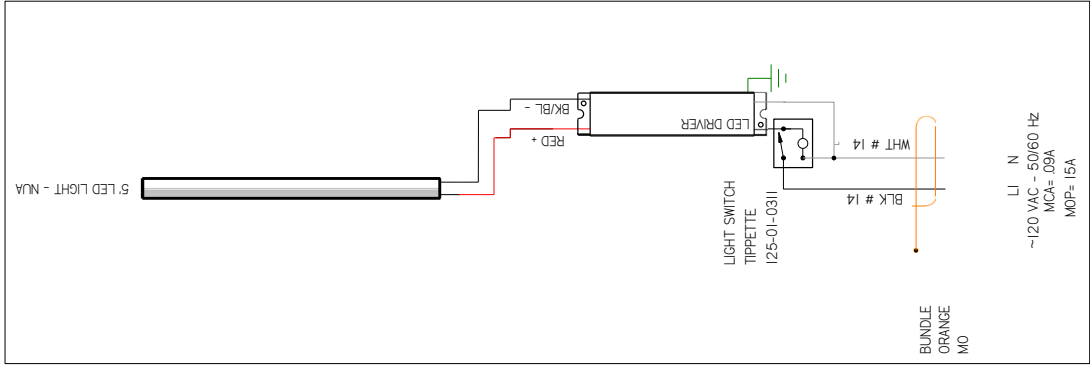 5' LED LIGHT - NUA
BK/BL -
RED +
LED DRIVER
LIGHT SWITCH
TIPPETTE
125-01-0311
WHT # 14
BLK # 14
BUNDLE
ORANGE
MO
L1 N
~120 VAC - 50/60 Hz
MCA= .09A
MOP= 15A